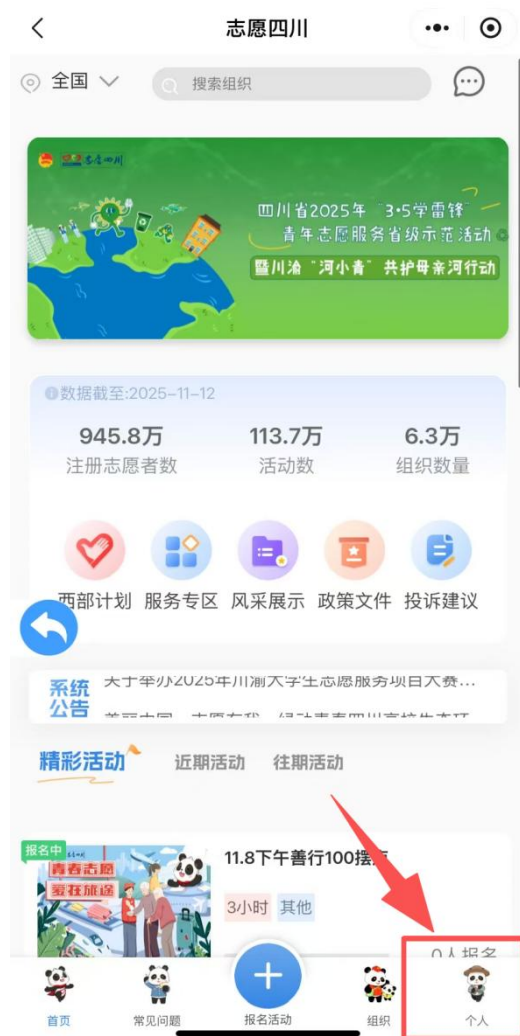 志愿四川
全国
搜索组织
志愿四川
四川省2025年“3·5学雷锋”
青年志愿服务省级示范活动
暨川渝“河小青”共护母亲河行动
数据截至:2025-11-12
945.8万 113.7万 6.3万
注册志愿者数 活动数 组织数量
西部计划 服务专区 风采展示 政策文件 投诉建议
系统公告
关于举办2025年川渝大学生志愿服务项目大赛...
精彩活动 近期活动 往期活动
报名中
青春志愿
爱在旅途
11.8下午善行100摆
3小时 其他
0人报名
首页 常见问题 报名活动 组织 个人